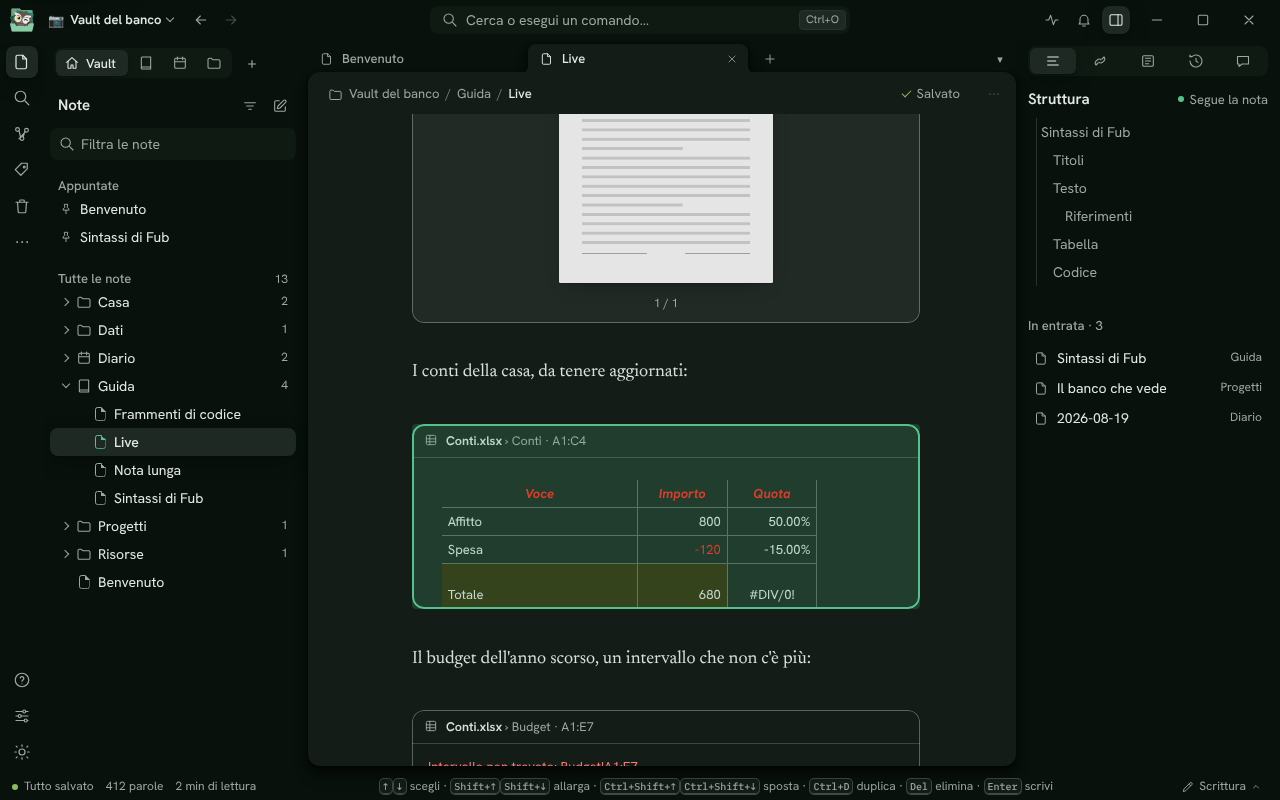 Vault del banco
Cerca o esegui un comando...
Ctrl+O
Vault
Note
Filtra le note
Appuntate
Benvenuto
Sintassi di Fub
Tutte le note 13
Casa 2
Dati 1
Diario 2
Guida 4
Frammenti di codice
Live
Nota lunga
Sintassi di Fub
Progetti 1
Risorse 1
Benvenuto
Benvenuto
Live
Vault del banco / Guida / Live
Salvato
1 / 1
I conti della casa, da tenere aggiornati:
Conti.xlsx › Conti · A1:C4
Voce Importo Quota
Affitto 800 50.00%
Spesa -120 -15.00%
Totale 680 #DIV/0!
Il budget dell'anno scorso, un intervallo che non c'è più:
Conti.xlsx › Budget · A1:E7
Intervallo non trovato: Budget!A1:E7
Struttura
Segue la nota
Sintassi di Fub
Titoli
Testo
Riferimenti
Tabella
Codice
In entrata · 3
Sintassi di Fub Guida
Il banco che vede Progetti
2026-08-19 Diario
Tutto salvato 412 parole 2 min di lettura
↑ ↓ scegli · Shift+↑ Shift+↓ allarga · Ctrl+Shift+↑ Ctrl+Shift+↓ sposta · Ctrl+D duplica · Del elimina · Enter scrivi
Scrittura